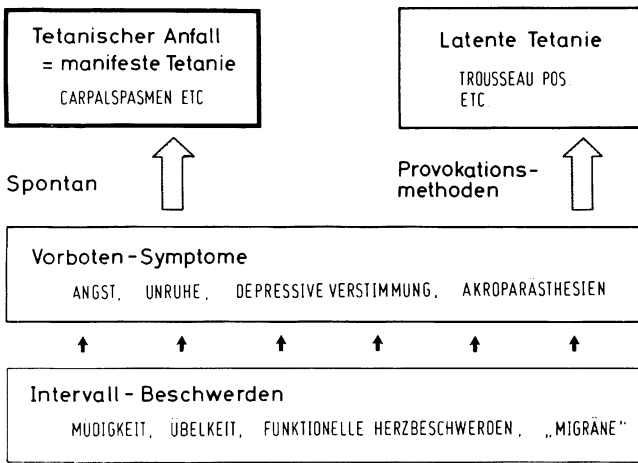 Tetanischer Anfall
= manifeste Tetanie
CARPALSPASMEN ETC
Latente Tetanie
TROUSSEAU POS.
ETC.
Spontan
Provokations-
methoden
Vorboten-Symptome
ANGST, UNRUHE, DEPRESSIVE VERSTIMMUNG, AKROPARÄSTHESIEN
Intervall-Beschwerden
MÜDIGKEIT, ÜBELKEIT, FUNKTIONELLE HERZBESCHWERDEN, „MIGRÄNE"